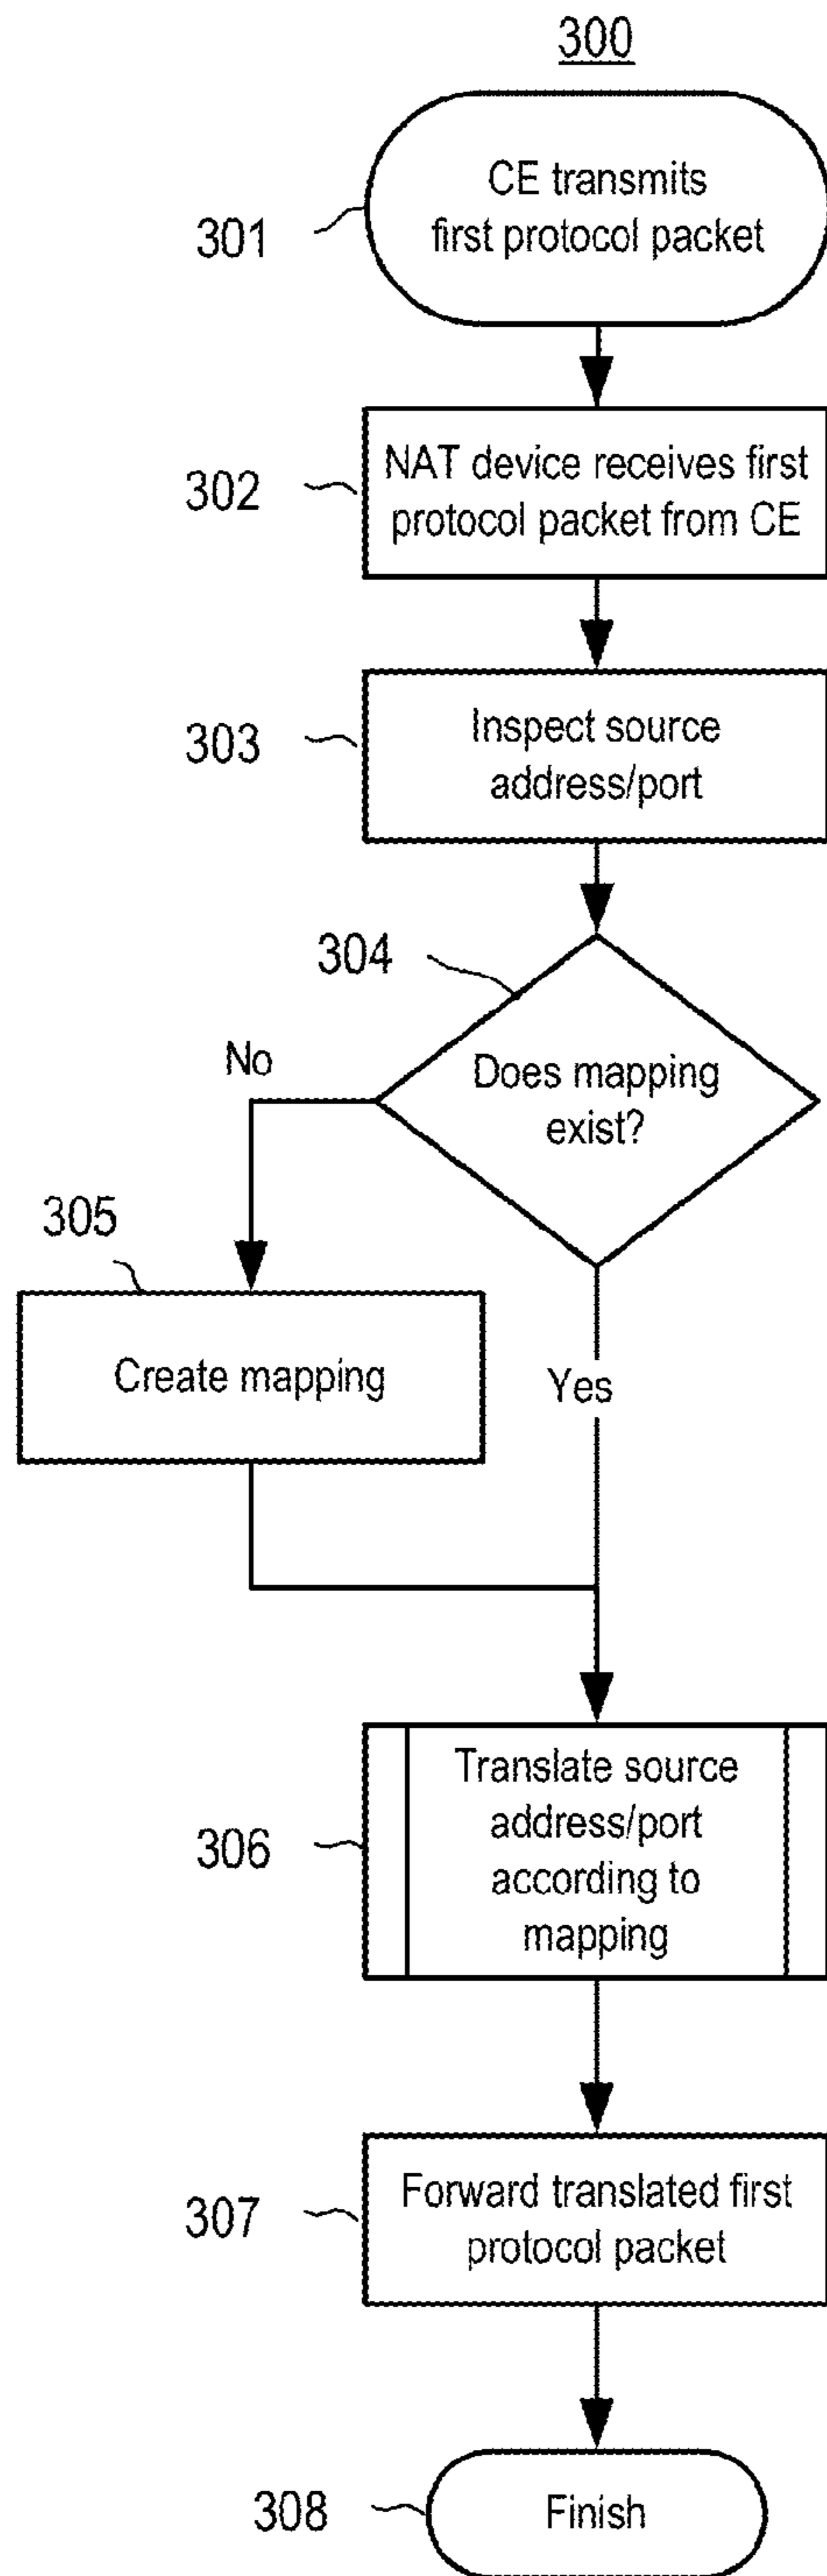 300
CE transmits
first protocol packet
301
NAT device receives first
protocol packet from CE
302
Inspect source
address/port
303
304
Does mapping
exist?
No
305
Create mapping
Yes
Translate source
address/port
according to
mapping
306
Forward translated first
protocol packet
307
308
Finish